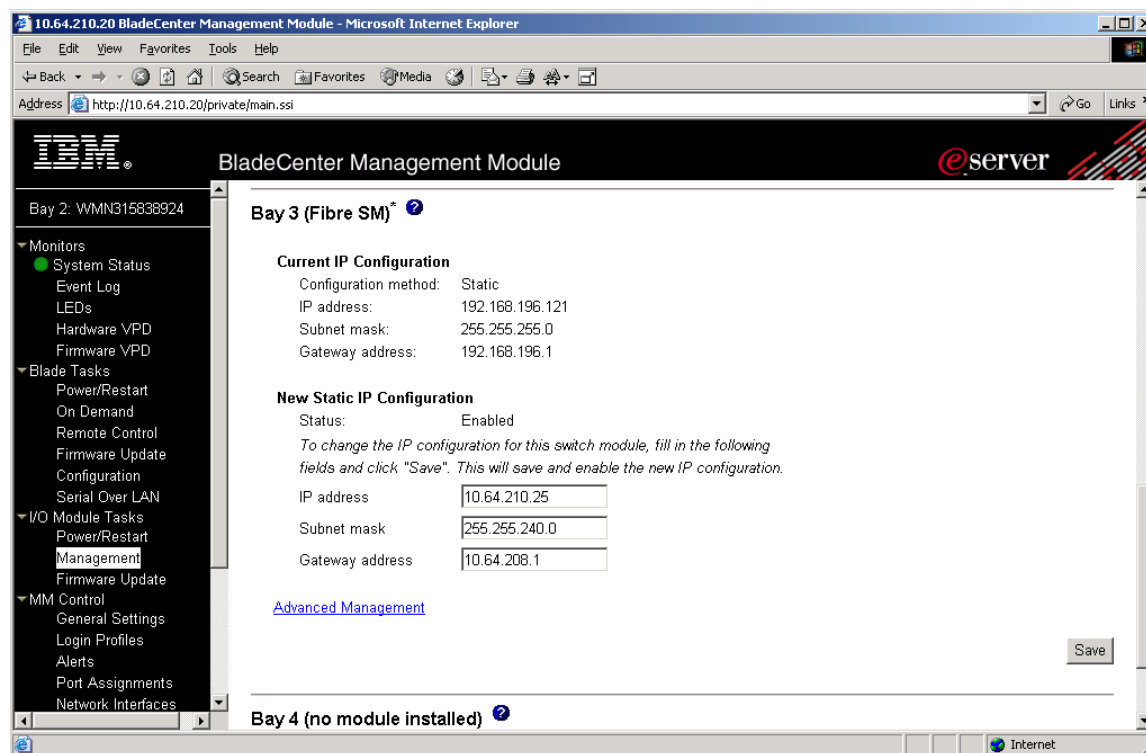 10.64.210.20 BladeCenter Management Module - Microsoft Internet Explorer
File Edit View Favorites Tools Help
Back Search Favorites Media
Address http://10.64.210.20/private/main.ssi Go Links
IBM® BladeCenter Management Module eserver
Bay 2: WMN315838924
Monitors
System Status
Event Log
LEDs
Hardware VPD
Firmware VPD
Blade Tasks
Power/Restart
On Demand
Remote Control
Firmware Update
Configuration
Serial Over LAN
I/O Module Tasks
Power/Restart
Management
Firmware Update
MM Control
General Settings
Login Profiles
Alerts
Port Assignments
Network Interfaces
Bay 3 (Fibre SM)* ?
Current IP Configuration
Configuration method: Static
IP address: 192.168.196.121
Subnet mask: 255.255.255.0
Gateway address: 192.168.196.1
New Static IP Configuration
Status: Enabled
To change the IP configuration for this switch module, fill in the following
fields and click "Save". This will save and enable the new IP configuration.
IP address 10.64.210.25
Subnet mask 255.255.240.0
Gateway address 10.64.208.1
Advanced Management
Save
Bay 4 (no module installed) ?
Internet